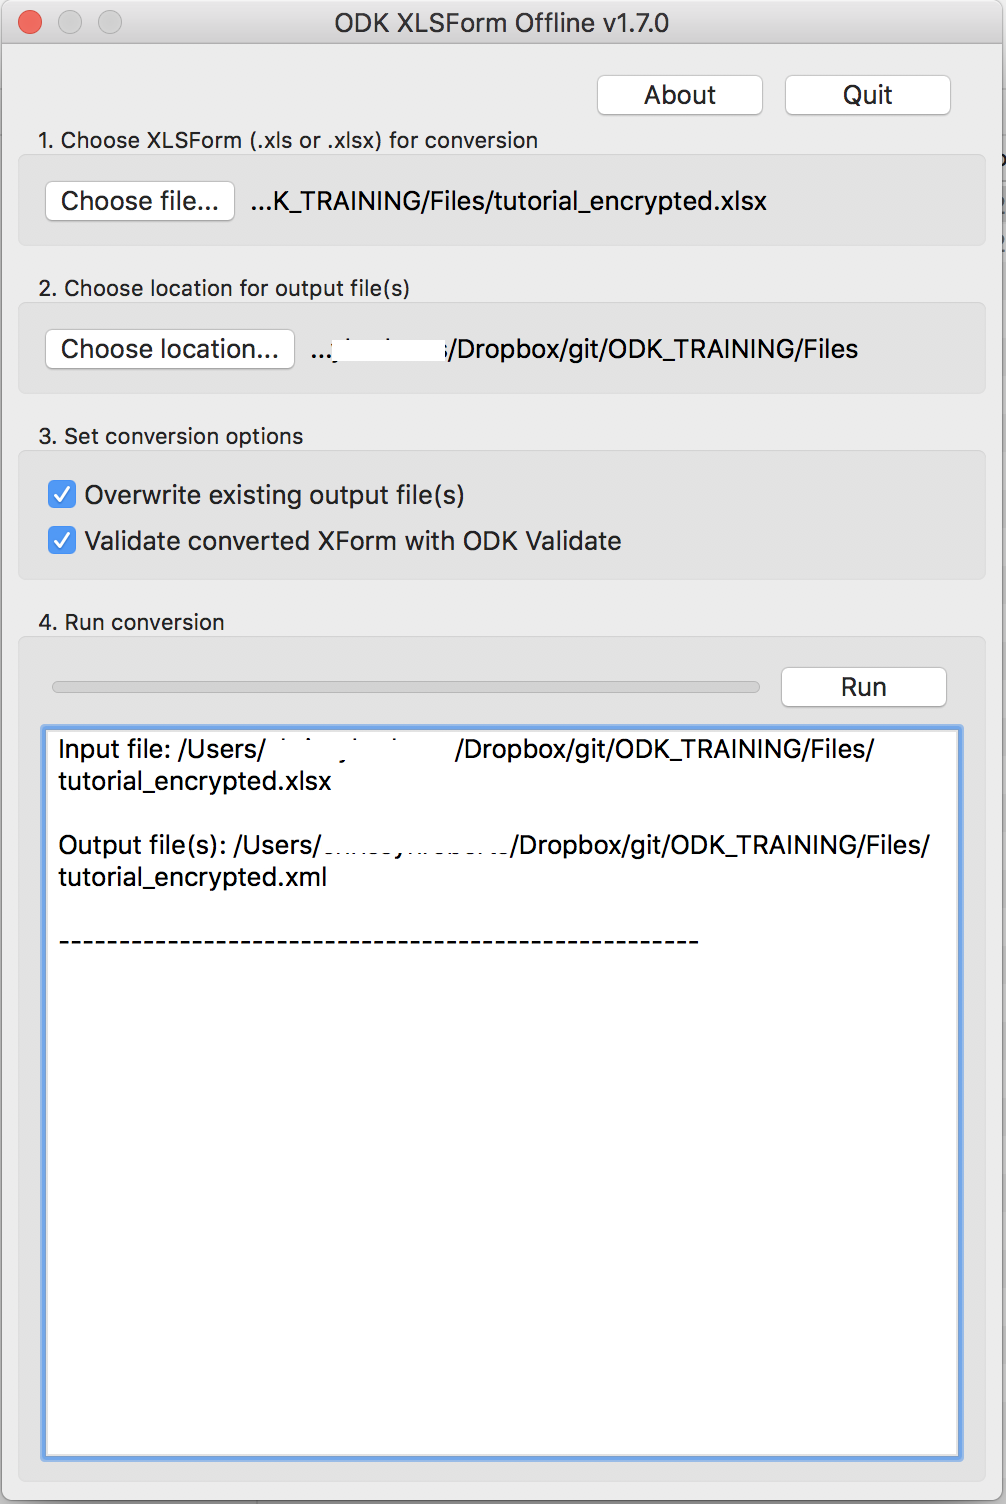 ODK XLSForm Offline v1.7.0
About
Quit
1. Choose XLSForm (.xls or .xlsx) for conversion
Choose file...
...K_TRAINING/Files/tutorial_encrypted.xlsx
2. Choose location for output file(s)
Choose location...
.../Dropbox/git/ODK_TRAINING/Files
3. Set conversion options
Overwrite existing output file(s)
Validate converted XForm with ODK Validate
4. Run conversion
Run
Input file: /Users/ /Dropbox/git/ODK_TRAINING/Files/
tutorial_encrypted.xlsx
Output file(s): /Users/ /Dropbox/git/ODK_TRAINING/Files/
tutorial_encrypted.xml
-----------------------------------------------------